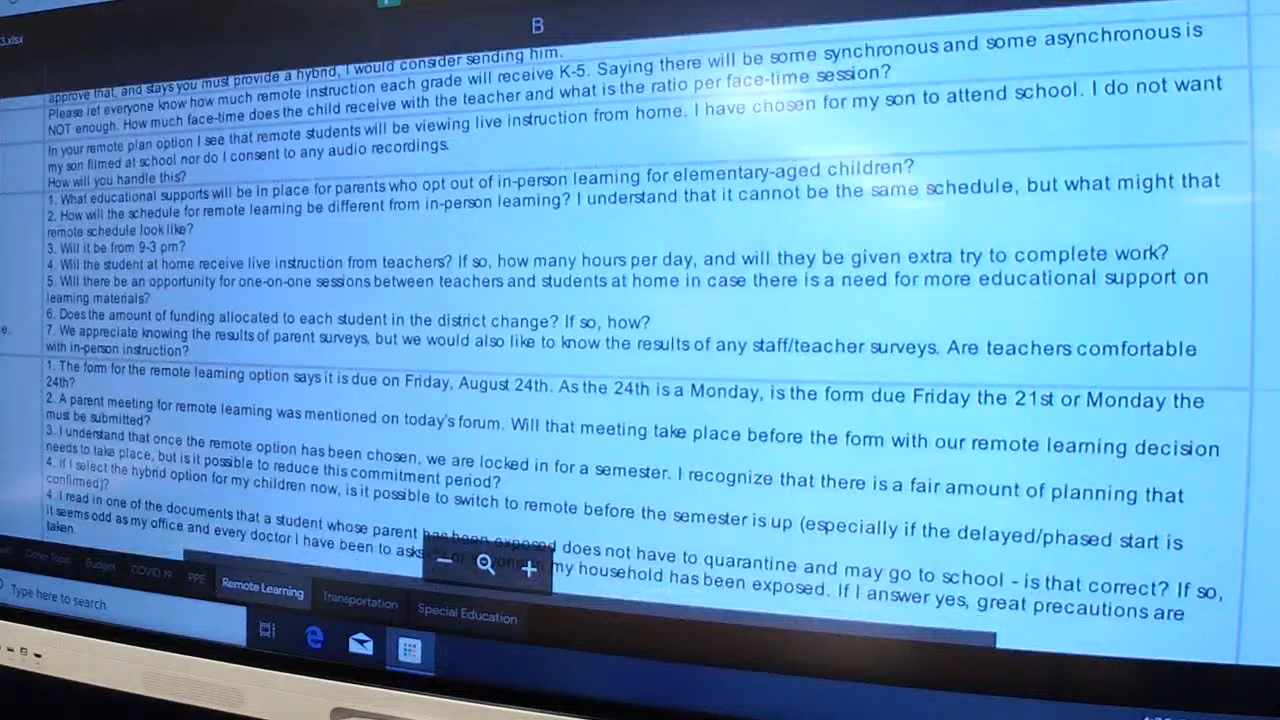 3.xlsx
B
approve that, and stays you must provide a hybrid, I would consider sending him.
Please let everyone know how much remote instruction each grade will receive K-5. Saying there will be some synchronous and some asynchronous is
NOT enough. How much face-time does the child receive with the teacher and what is the ratio per face-time session?
In your remote plan option I see that remote students will be viewing live instruction from home. I have chosen for my son to attend school. I do not want
my son filmed at school nor do I consent to any audio recordings.
How will you handle this?
1. What educational supports will be in place for parents who opt out of in-person learning for elementary-aged children?
2. How will the schedule for remote learning be different from in-person learning? I understand that it cannot be the same schedule, but what might that
remote schedule look like?
3. Will it be from 9-3 pm?
4. Will the student at home receive live instruction from teachers? If so, how many hours per day, and will they be given extra try to complete work?
5. Will there be an opportunity for one-on-one sessions between teachers and students at home in case there is a need for more educational support on
learning materials?
6. Does the amount of funding allocated to each student in the district change? If so, how?
7. We appreciate knowing the results of parent surveys, but we would also like to know the results of any staff/teacher surveys. Are teachers comfortable
with in-person instruction?
1. The form for the remote learning option says it is due on Friday, August 24th. As the 24th is a Monday, is the form due Friday the 21st or Monday the
24th?
2. A parent meeting for remote learning was mentioned on today's forum. Will that meeting take place before the form with our remote learning decision
must be submitted?
3. I understand that once the remote option has been chosen, we are locked in for a semester. I recognize that there is a fair amount of planning that
needs to take place, but is it possible to reduce this commitment period?
4. If I select the hybrid option for my children now, is it possible to switch to remote before the semester is up (especially if the delayed/phased start is
confirmed)?
4. I read in one of the documents that a student whose parent has been exposed does not have to quarantine and may go to school - is that correct? If so,
it seems odd as my office and every doctor I have been to asks my household has been exposed. If I answer yes, great precautions are
taken.
Other Topic Budget COVID 19 PPE Remote Learning Transportation Special Education
Type here to search